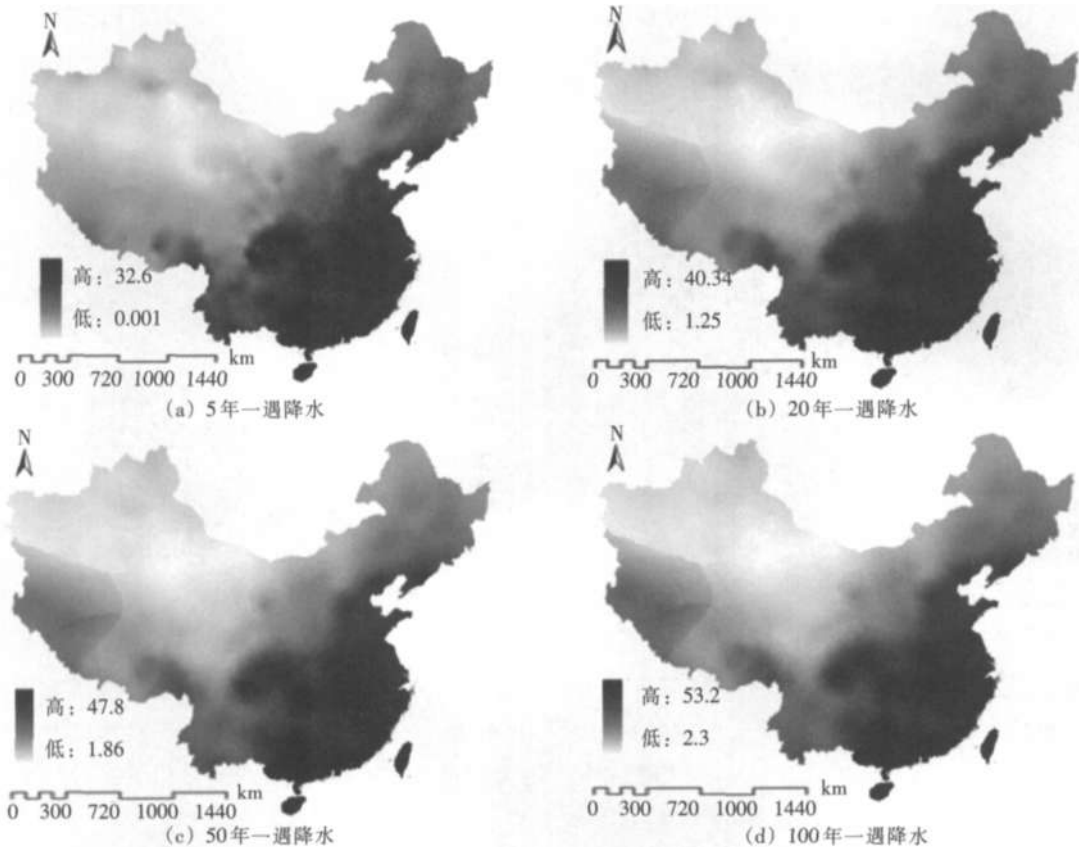 N
高：32.6
低：0.001
km
0 300 720 1000 1440
(a) 5年一遇降水
N
高：40.34
低：1.25
km
0 300 720 1000 1440
(b) 20年一遇降水
N
高：47.8
低：1.86
km
0 300 720 1000 1440
(c) 50年一遇降水
N
高：53.2
低：2.3
km
0 300 720 1000 1440
(d) 100年一遇降水